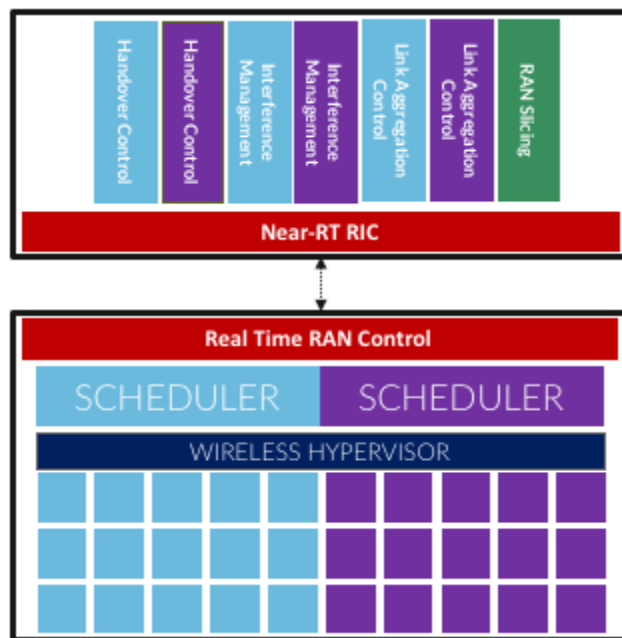 Handover Control
Handover Control
Interference
Management
Interference
Management
Link Aggregation
Control
Link Aggregation
Control
RAN Slicing
Near-RT RIC
Real Time RAN Control
SCHEDULER
SCHEDULER
WIRELESS HYPERVISOR